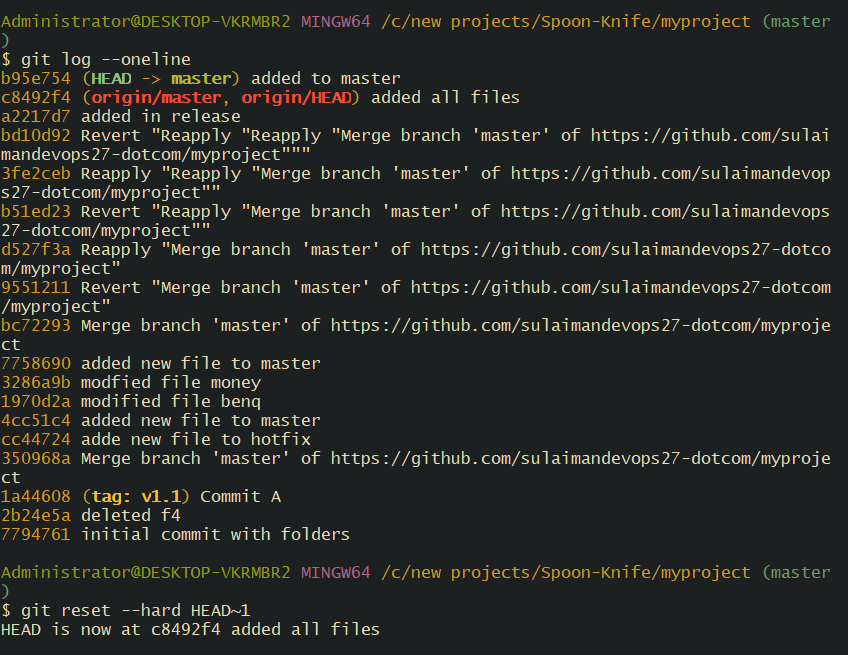 Administrator@DESKTOP-VKRMBR2 MINGW64 /c/new projects/Spoon-Knife/myproject (master
)
$ git log --oneline
b95e754 (HEAD -> master) added to master
c8492f4 (origin/master, origin/HEAD) added all files
a2217d7 added in release
bd10d92 Revert "Reapply "Reapply "Merge branch 'master' of https://github.com/sulai
mandevops27-dotcom/myproject"""
3fe2ceb Reapply "Reapply "Merge branch 'master' of https://github.com/sulaimandevop
s27-dotcom/myproject""
b51ed23 Revert "Reapply "Merge branch 'master' of https://github.com/sulaimandevops
27-dotcom/myproject""
d527f3a Reapply "Merge branch 'master' of https://github.com/sulaimandevops27-dotco
m/myproject"
9551211 Revert "Merge branch 'master' of https://github.com/sulaimandevops27-dotcom
/myproject"
bc72293 Merge branch 'master' of https://github.com/sulaimandevops27-dotcom/myproje
ct
7758690 added new file to master
3286a9b modfied file money
1970d2a modified file benq
4cc51c4 added new file to master
cc44724 adde new file to hotfix
350968a Merge branch 'master' of https://github.com/sulaimandevops27-dotcom/myproje
ct
1a44608 (tag: v1.1) Commit A
2b24e5a deleted f4
7794761 initial commit with folders
Administrator@DESKTOP-VKRMBR2 MINGW64 /c/new projects/Spoon-Knife/myproject (master
)
$ git reset --hard HEAD~1
HEAD is now at c8492f4 added all files